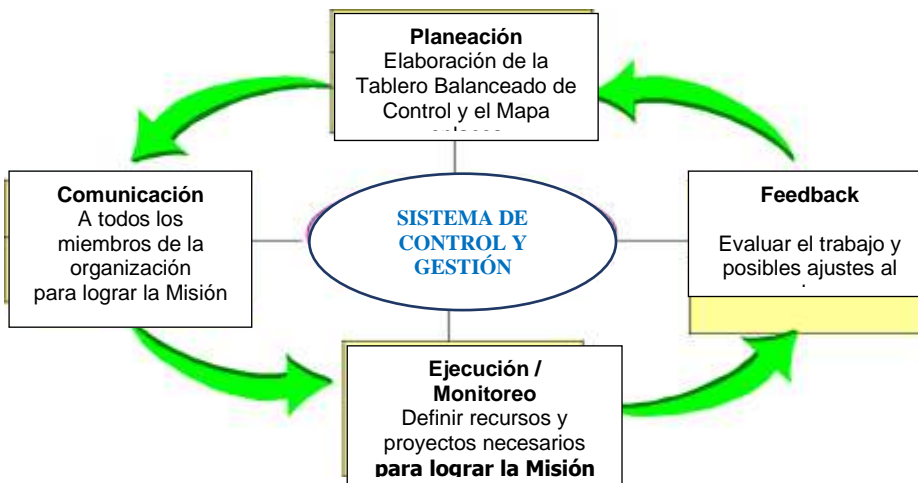 Planeación
Elaboración de la
Tablero Balanceado de
Control y el Mapa
Comunicación
A todos los
miembros de la
organización
para lograr la Misión
SISTEMA DE
CONTROL Y
GESTIÓN
Feedback
Evaluar el trabajo y
posibles ajustes al
Ejecución /
Monitoreo
Definir recursos y
proyectos necesarios
para lograr la Misión